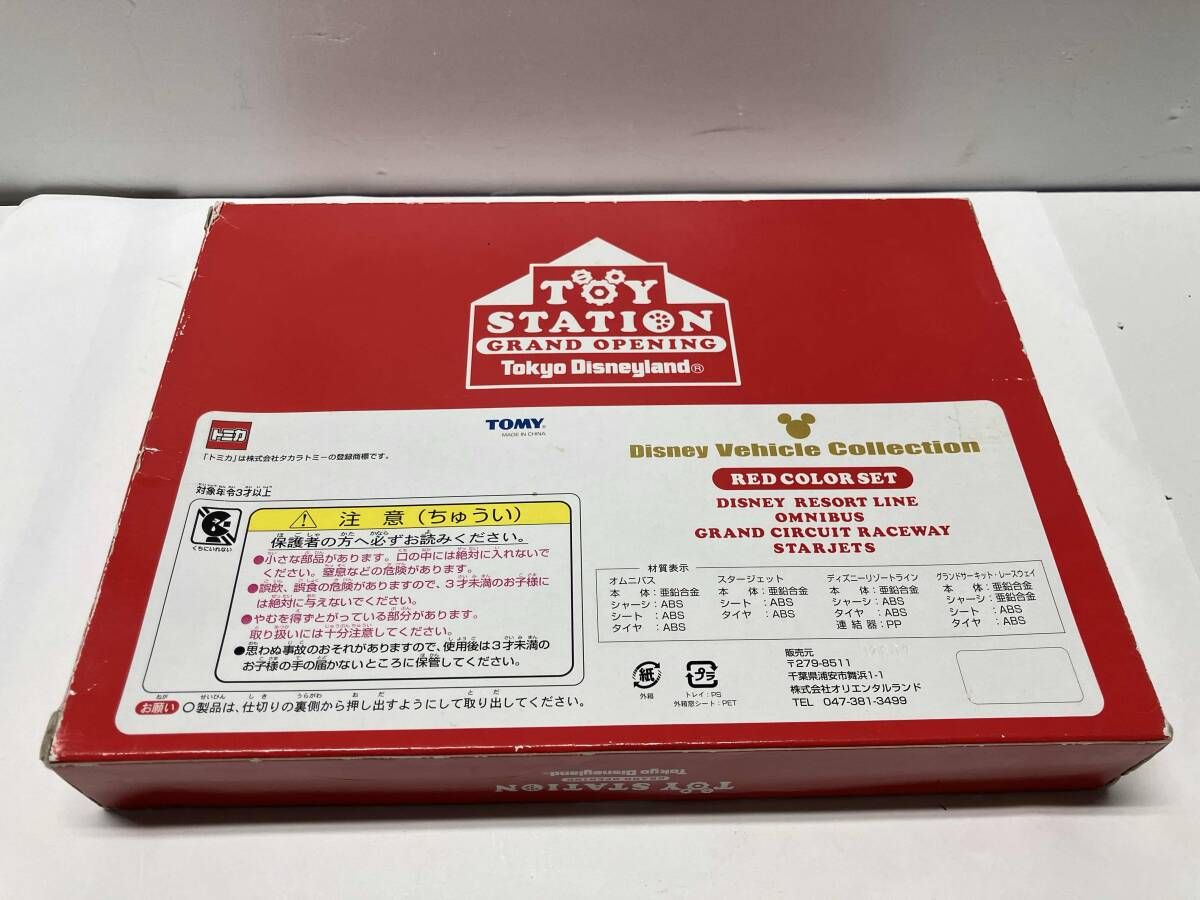 TOY
STATION
GRAND OPENING
Tokyo Disneyland®
トミカ
「トミカ」は株式会社タカラトミーの登録商標です。
TOMY
MADE IN CHINA
対象年令3才以上
くちにいれない
⚠ 注意(ちゅうい)
保護者の方へ必ずお読みください。
●小さな部品があります。口の中には絶対に入れないで
ください。窒息などの危険があります。
●誤飲、誤食の危険がありますので、3才未満のお子様に
は絶対に与えないでください。
●やむを得ずとがっている部分があります。
取り扱いには十分注意してください。
●思わぬ事故のおそれがありますので、使用後は3才未満の
お子様の手の届かないところに保管してください。
お願い ○製品は、仕切りの裏側から押し出すようにして取り出してください。
Disney Vehicle Collection
RED COLOR SET
DISNEY RESORT LINE
OMNIBUS
GRAND CIRCUIT RACEWAY
STARJETS
材質表示
オムニバス
本体:亜鉛合金
シャーシ:ABS
シート:ABS
タイヤ:ABS
スタージェット
本体:亜鉛合金
シート:ABS
タイヤ:ABS
ディズニーリゾートライン
本体:亜鉛合金
シャーシ:ABS
タイヤ:ABS
連結器:PP
グランドサーキット・レースウェイ
本体:亜鉛合金
シャーシ:亜鉛合金
シート:ABS
タイヤ:ABS
紙
外箱
プラ
トレイ:PS
外箱窓シート:PET
販売元
〒279-8511
千葉県浦安市舞浜1-1
株式会社オリエンタルランド
TEL 047-381-3499
TOY STATION
GRAND OPENING
Tokyo Disneyland